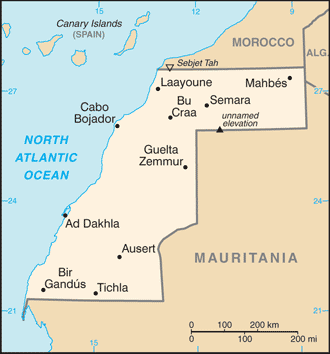 15
12
9
Canary Islands
(SPAIN)
MOROCCO
ALG.
Sebjet Tah
Laayoune
Mahbés
27
27
Bu
Craa
Semara
Cabo
Bojador
unnamed
elevation
NORTH
ATLANTIC
OCEAN
Guelta
Zemmur
24
24
Ad Dakhla
Ausert
MAURITANIA
Bir
Gandús
Tichla
21
21
15
0 100 200 km
0 100 200 mi